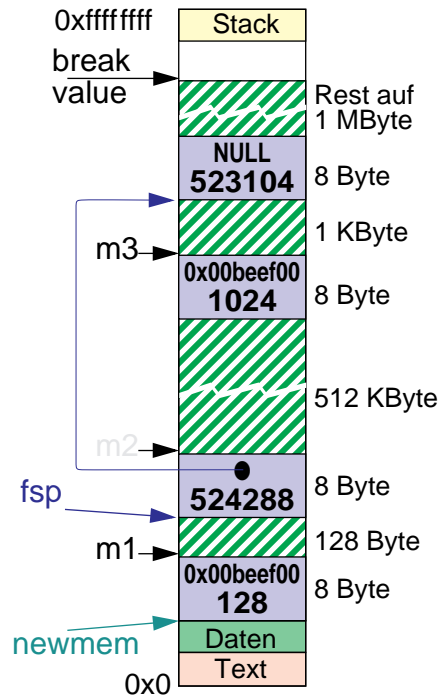 0xffffffff
Stack
break
value
Rest auf
1 MByte
NULL
523104
8 Byte
1 KByte
m3
0x00beef00
1024
8 Byte
512 KByte
m2
524288
8 Byte
fsp
128 Byte
m1
0x00beef00
128
8 Byte
newmem
Daten
Text
0x0